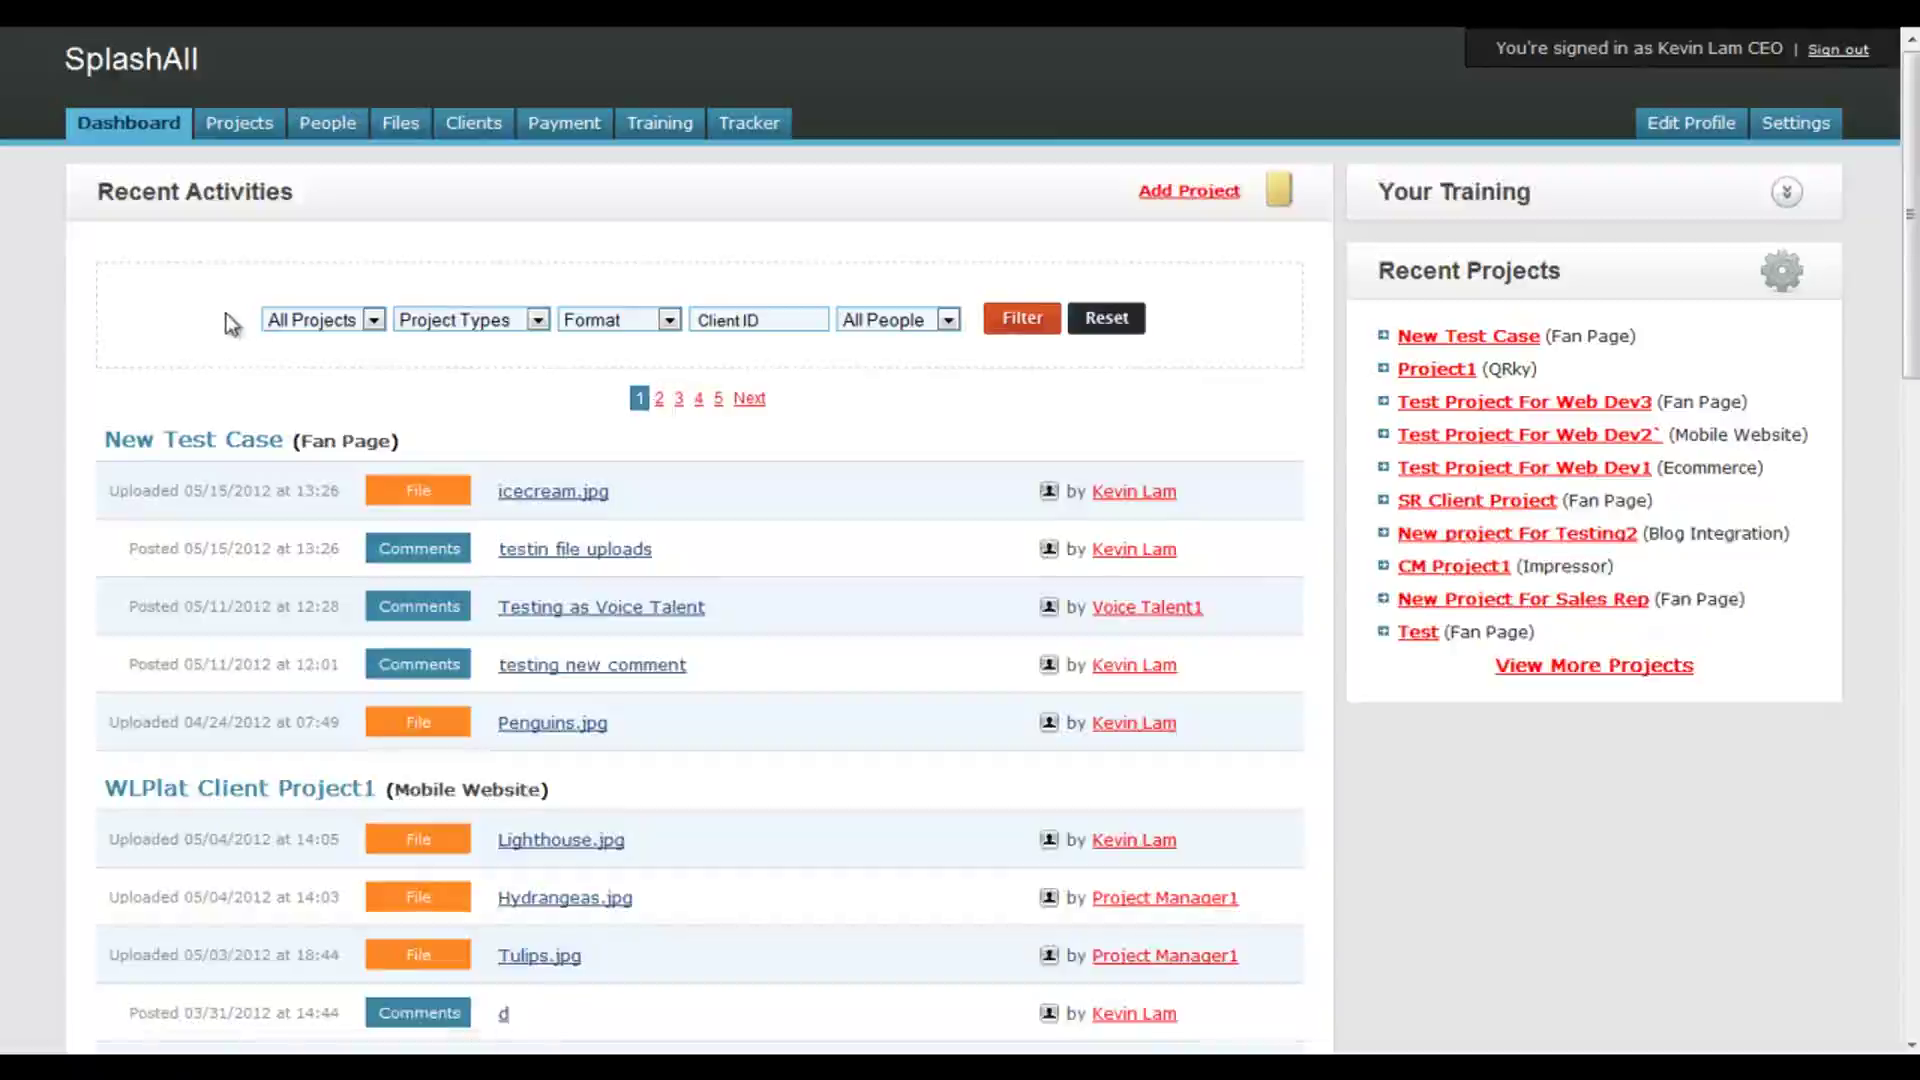 SplashAll
You're signed in as Kevin Lam CEO | Sign out
Dashboard Projects People Files Clients Payment Training Tracker Edit Profile Settings
Recent Activities Add Project
All Projects Project Types Format Client ID All People Filter Reset
1 2 3 4 5 Next
New Test Case (Fan Page)
Uploaded 05/15/2012 at 13:26 File icecream.jpg by Kevin Lam
Posted 05/15/2012 at 13:26 Comments testin file uploads by Kevin Lam
Posted 05/11/2012 at 12:28 Comments Testing as Voice Talent by Voice Talent1
Posted 05/11/2012 at 12:01 Comments testing new comment by Kevin Lam
Uploaded 04/24/2012 at 07:49 File Penguins.jpg by Kevin Lam
WLPlat Client Project1 (Mobile Website)
Uploaded 05/04/2012 at 14:05 File Lighthouse.jpg by Kevin Lam
Uploaded 05/04/2012 at 14:03 File Hydrangeas.jpg by Project Manager1
Uploaded 05/03/2012 at 18:44 File Tulips.jpg by Project Manager1
Posted 03/31/2012 at 14:44 Comments d by Kevin Lam
Your Training
Recent Projects
New Test Case (Fan Page)
Project1 (QRky)
Test Project For Web Dev3 (Fan Page)
Test Project For Web Dev2` (Mobile Website)
Test Project For Web Dev1 (Ecommerce)
SR Client Project (Fan Page)
New project For Testing2 (Blog Integration)
CM Project1 (Impressor)
New Project For Sales Rep (Fan Page)
Test (Fan Page)
View More Projects